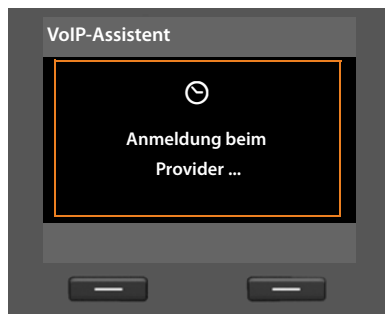 VoIP-Assistent
Anmeldung beim
Provider ...